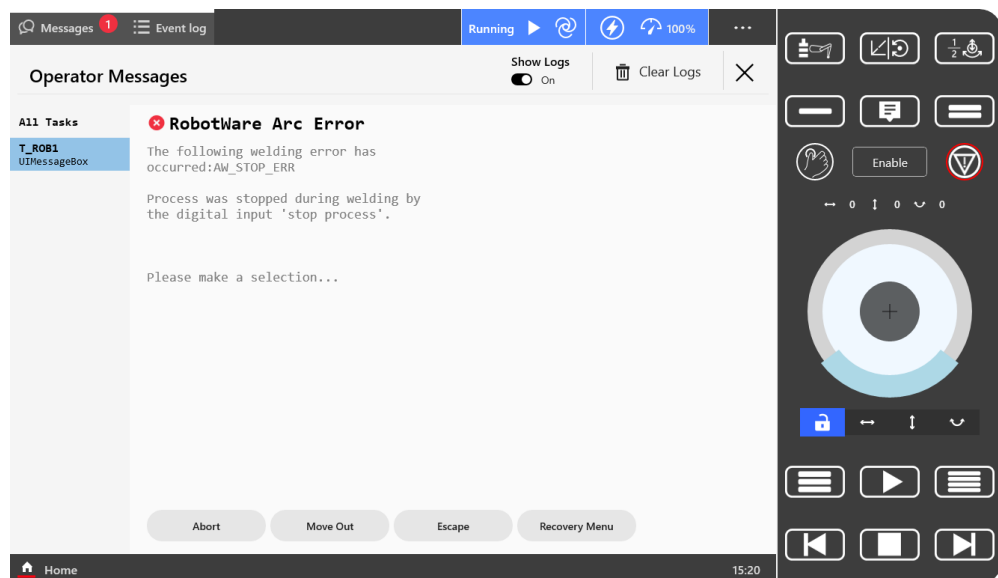 Messages 1 Event log Running 100% ...
Operator Messages
Show Logs
On
Clear Logs
All Tasks
T_ROB1
UIMessageBox
RobotWare Arc Error
The following welding error has
occurred:AW_STOP_ERR
Process was stopped during welding by
the digital input 'stop process'.
Please make a selection...
Abort Move Out Escape Recovery Menu
Home 15:20
1
2
Enable
0 0 0